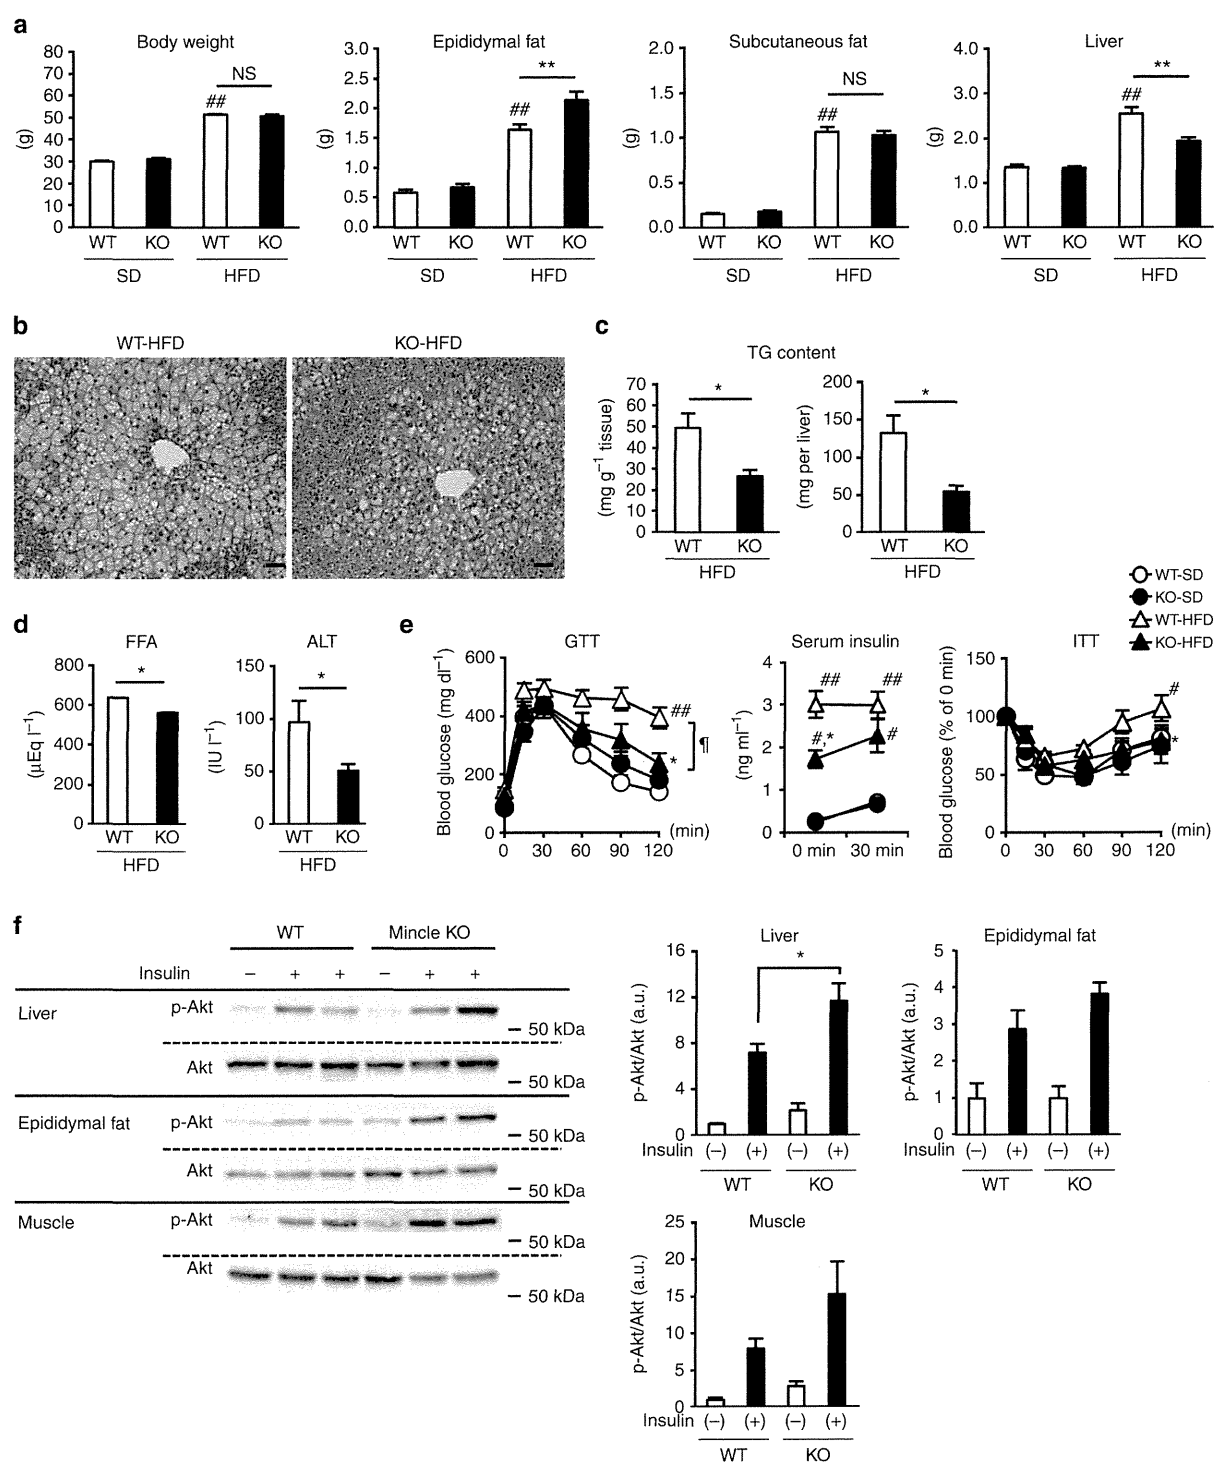 a
Body weight
Epididymal fat
Subcutaneous fat
Liver
80
70
60
50
40
30
20
10
0
(g)
NS
##
WT KO WT KO
SD HFD
3.0
2.5
2.0
1.5
1.0
0.5
0.0
(g)
**
##
WT KO WT KO
SD HFD
2.0
1.5
1.0
0.5
0.0
(g)
NS
##
WT KO WT KO
SD HFD
4.0
3.0
2.0
1.0
0.0
(g)
**
##
WT KO WT KO
SD HFD
b
WT-HFD KO-HFD
c
TG content
70
60
50
40
30
20
10
0
(mg g⁻¹ tissue)
*
WT KO
HFD
200
150
100
50
0
(mg per liver)
*
WT KO
HFD
d
FFA
800
600
400
200
0
(µEq l⁻¹)
*
WT KO
HFD
ALT
150
100
50
0
(IU l⁻¹)
*
WT KO
HFD
e
WT-SD
KO-SD
WT-HFD
KO-HFD
GTT
600
400
200
0
Blood glucose (mg dl⁻¹)
##
*
¶
0 30 60 90 120
(min)
Serum insulin
4
3
2
1
0
(ng ml⁻¹)
## ##
#,* #
0 min 30 min
ITT
150
100
50
0
Blood glucose (% of 0 min)
#
*
0 30 60 90 120
(min)
f
WT Mincle KO
Insulin − + + − + +
Liver p-Akt
50 kDa
Akt
50 kDa
Epididymal fat p-Akt
50 kDa
Akt
50 kDa
Muscle p-Akt
50 kDa
Akt
50 kDa
Liver
16
12
8
4
0
p-Akt/Akt (a.u.)
*
Insulin (−) (+) (−) (+)
WT KO
Epididymal fat
5
4
3
2
1
0
p-Akt/Akt (a.u.)
Insulin (−) (+) (−) (+)
WT KO
Muscle
25
20
15
10
5
0
p-Akt/Akt (a.u.)
Insulin (−) (+) (−) (+)
WT KO